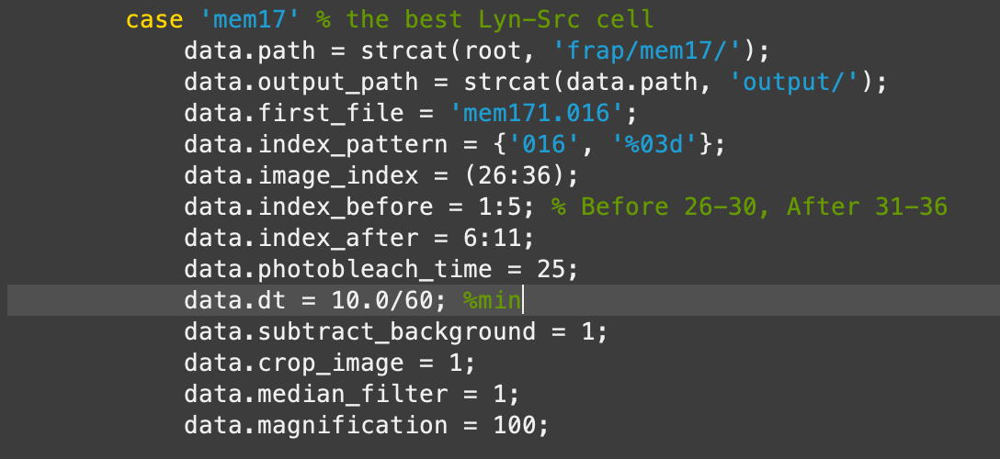 case 'mem17' % the best Lyn-Src cell
data.path = strcat(root, 'frap/mem17/');
data.output_path = strcat(data.path, 'output/');
data.first_file = 'mem171.016';
data.index_pattern = {'016', '%03d'};
data.image_index = (26:36);
data.index_before = 1:5; % Before 26-30, After 31-36
data.index_after = 6:11;
data.photobleach_time = 25;
data.dt = 10.0/60; %min
data.subtract_background = 1;
data.crop_image = 1;
data.median_filter = 1;
data.magnification = 100;